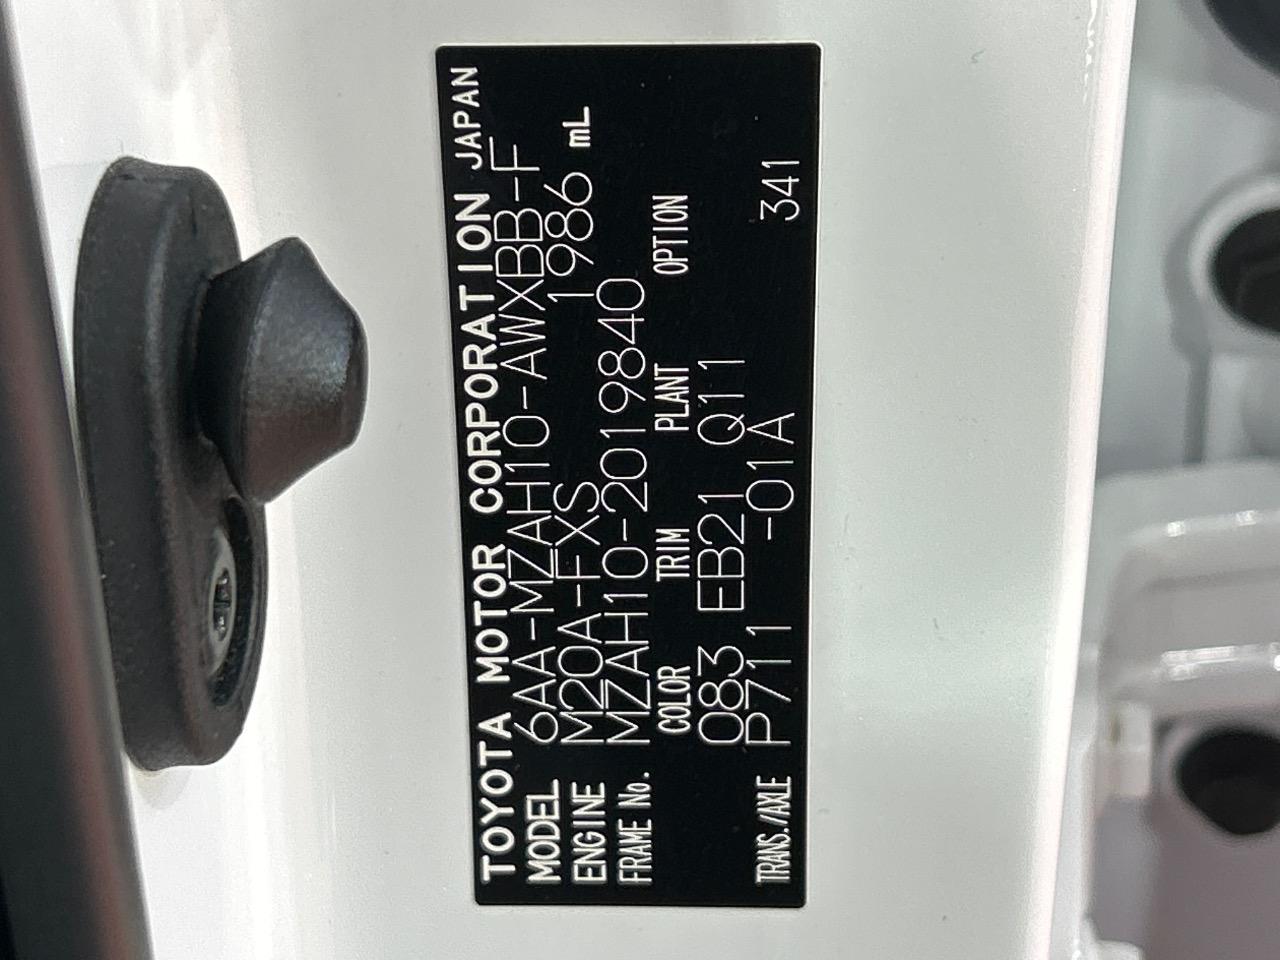 TOYOTA MOTOR CORPORATION JAPAN
MODEL 6AA-MZAH10-AWXBB-F
ENGINE M20A-FXS 1986 mL
FRAME No. MZAH10-2019840
COLOR TRIM PLANT OPTION
083 EB21 Q11
TRANS./AXLE P711 -01A 341